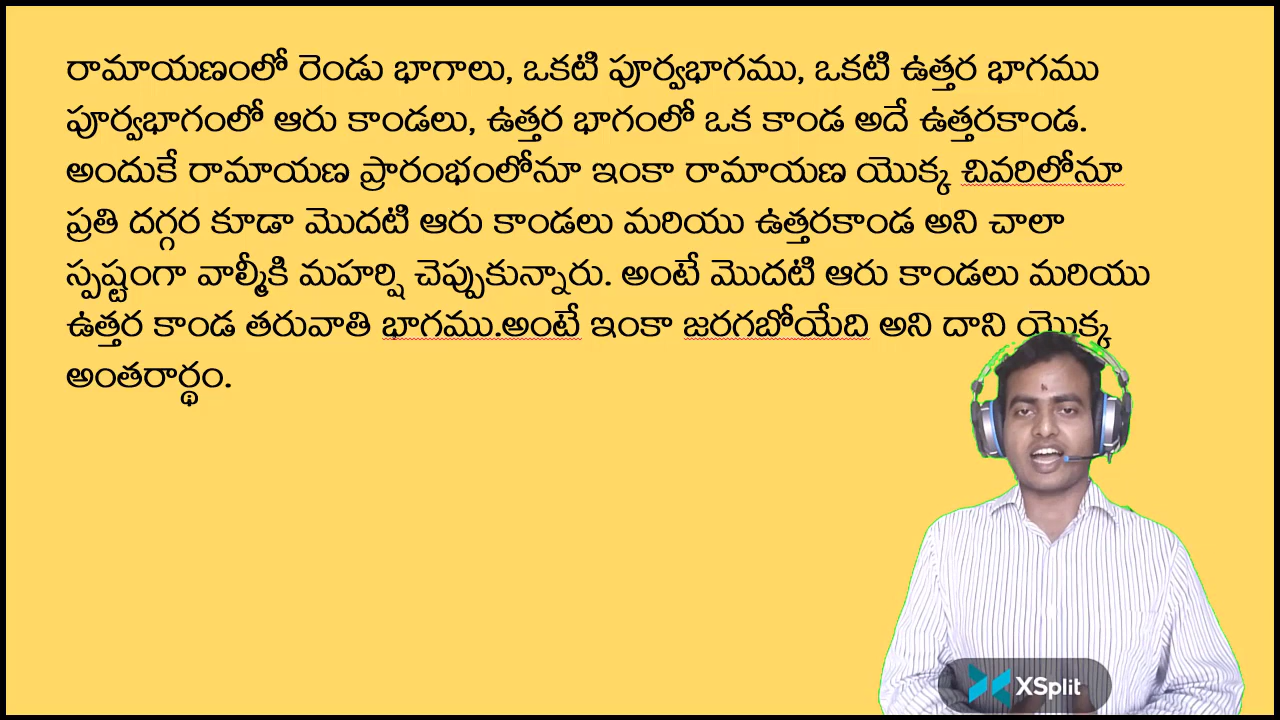 రామాయణంలో రెండు భాగాలు, ఒకటి పూర్వభాగము, ఒకటి ఉత్తర భాగము
పూర్వభాగంలో ఆరు కాండలు, ఉత్తర భాగంలో ఒక కాండ అదే ఉత్తరకాండ.
అందుకే రామాయణ ప్రారంభంలోనూ ఇంకా రామాయణ యొక్క చివరిలోనూ
ప్రతి దగ్గర కూడా మొదటి ఆరు కాండలు మరియు ఉత్తరకాండ అని చాలా
స్పష్టంగా వాల్మీకి మహర్షి చెప్పుకున్నారు. అంటే మొదటి ఆరు కాండలు మరియు
ఉత్తర కాండ తరువాతి భాగము.అంటే ఇంకా జరగబోయేది అని దాని యొక్క
అంతరార్థం.
XSplit